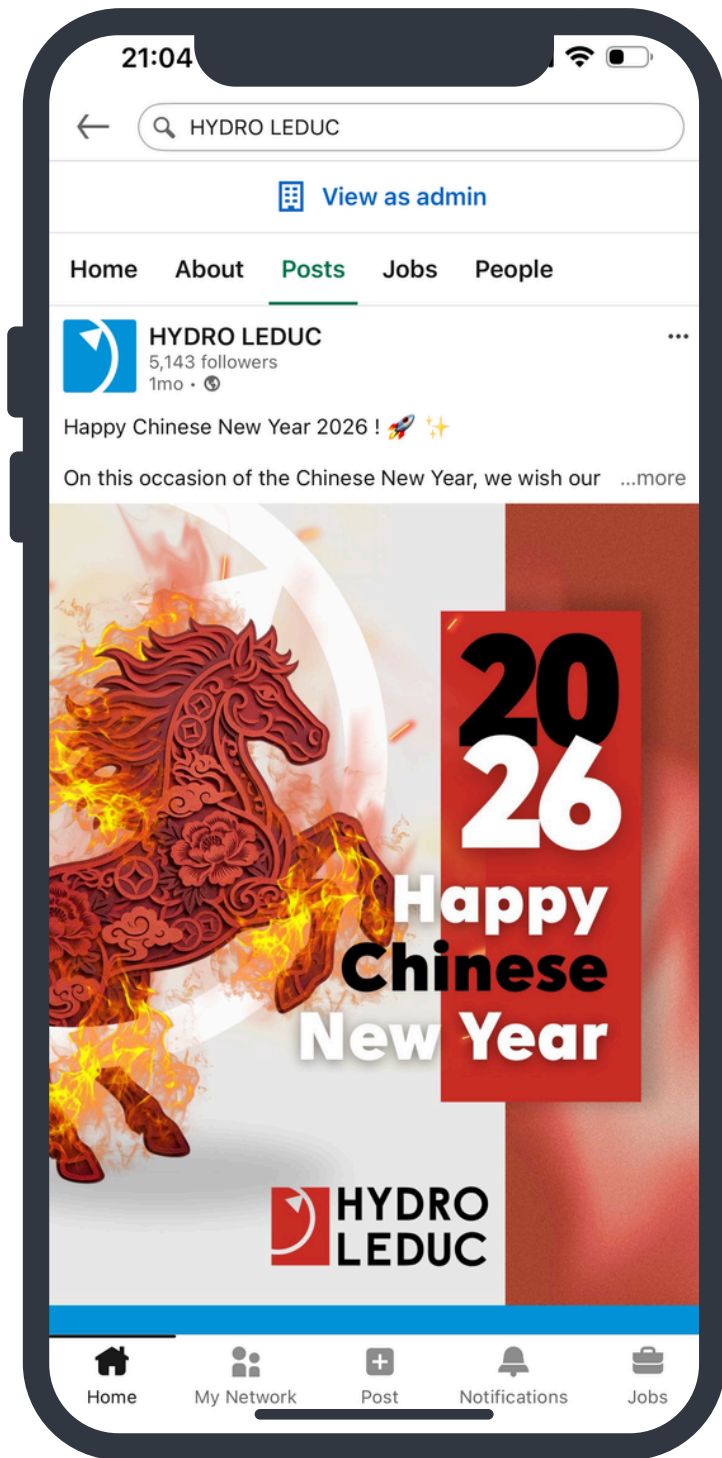 21:04
HYDRO LEDUC
View as admin
Home About Posts Jobs People
HYDRO LEDUC
5,143 followers
1mo •
Happy Chinese New Year 2026 ! 🚀 ✨
On this occasion of the Chinese New Year, we wish our ...more
20
26
Happy
Chinese
New Year
HYDRO
LEDUC
Home My Network Post Notifications Jobs